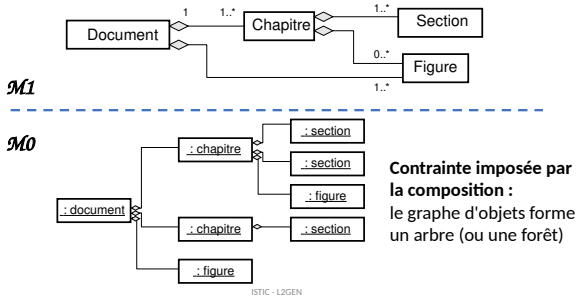 1
1..*
1..*
Document
Chapitre
Section
0..*
Figure
1..*
M1
M0
: section
: chapitre
: section
: figure
: document
: chapitre
: section
: figure
Contrainte imposée par
la composition :
le graphe d'objets forme
un arbre (ou une forêt)
ISTIC - L2GEN